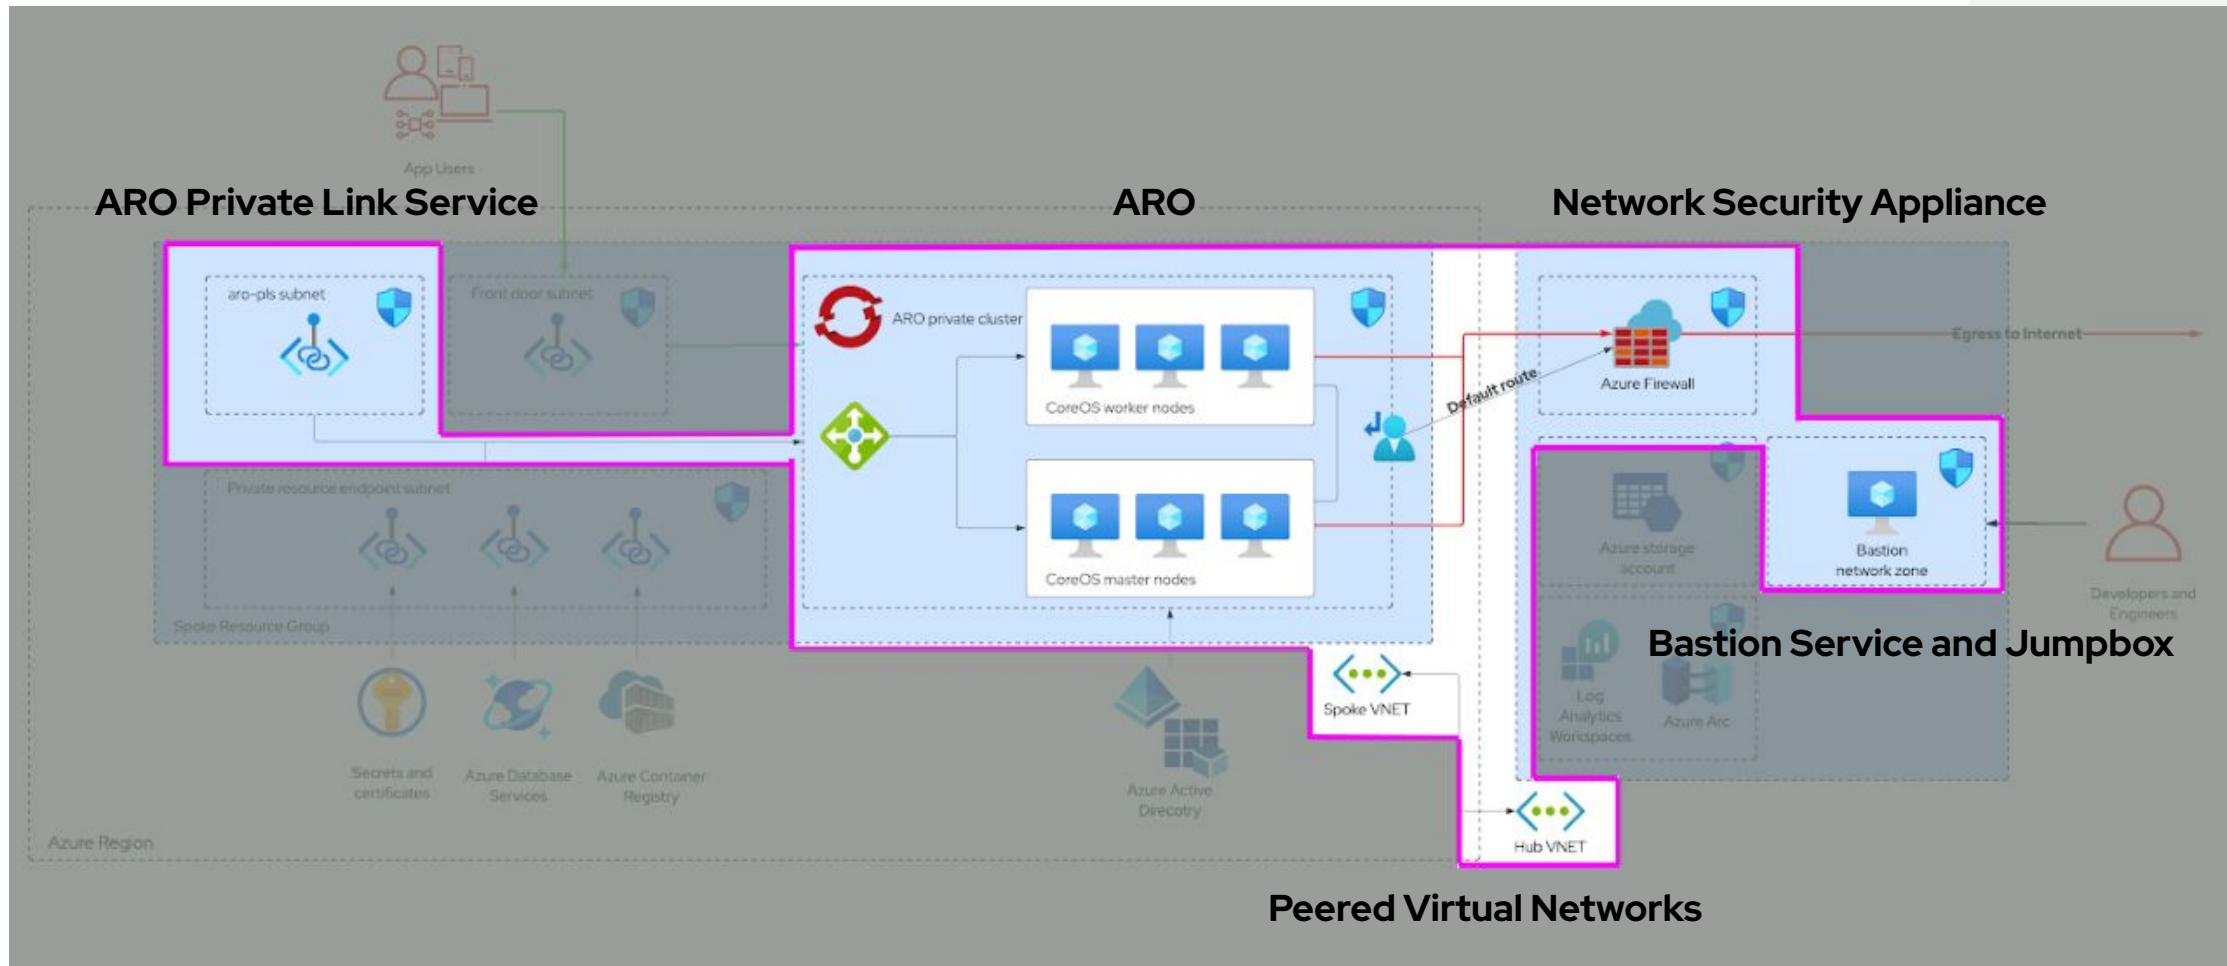 App Users
ARO Private Link Service
ARO
Network Security Appliance
aro-pls subnet
Front door subnet
ARO private cluster
CoreOS worker nodes
CoreOS master nodes
Default route
Azure Firewall
Egress to Internet
Private resource endpoint subnet
Spoke Resource Group
Azure storage
account
Bastion
network zone
Developers and
Engineers
Bastion Service and Jumpbox
Log
Analytics
Workspaces
Azure Arc
Spoke VNET
Secrets and
certificates
Azure Database
Services
Azure Container
Registry
Azure Active
Direcotry
Hub VNET
Azure Region
Peered Virtual Networks